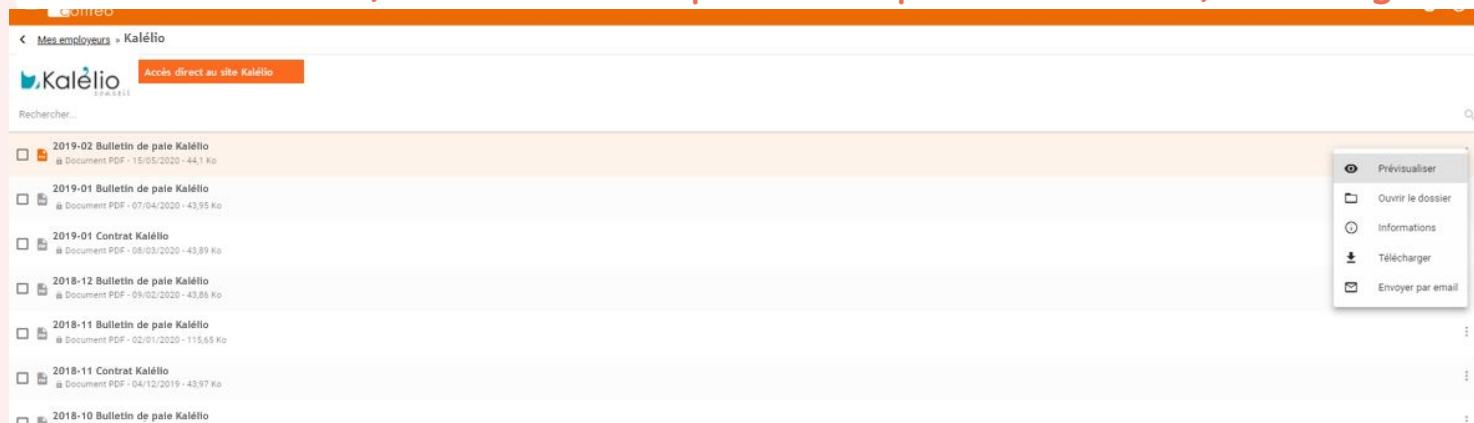 Coffreo
Mes employeurs » Kalélio
Kalélio
conseil
Accès direct au site Kalélio
Rechercher...
2019-02 Bulletin de paie Kalélio
Document PDF - 15/05/2020 - 44,1 Ko
2019-01 Bulletin de paie Kalélio
Document PDF - 07/04/2020 - 43,95 Ko
2019-01 Contrat Kalélio
Document PDF - 08/03/2020 - 43,89 Ko
2018-12 Bulletin de paie Kalélio
Document PDF - 09/02/2020 - 43,86 Ko
2018-11 Bulletin de paie Kalélio
Document PDF - 02/01/2020 - 115,65 Ko
2018-11 Contrat Kalélio
Document PDF - 04/12/2019 - 43,97 Ko
2018-10 Bulletin de paie Kalélio
Prévisualiser
Ouvrir le dossier
Informations
Télécharger
Envoyer par email